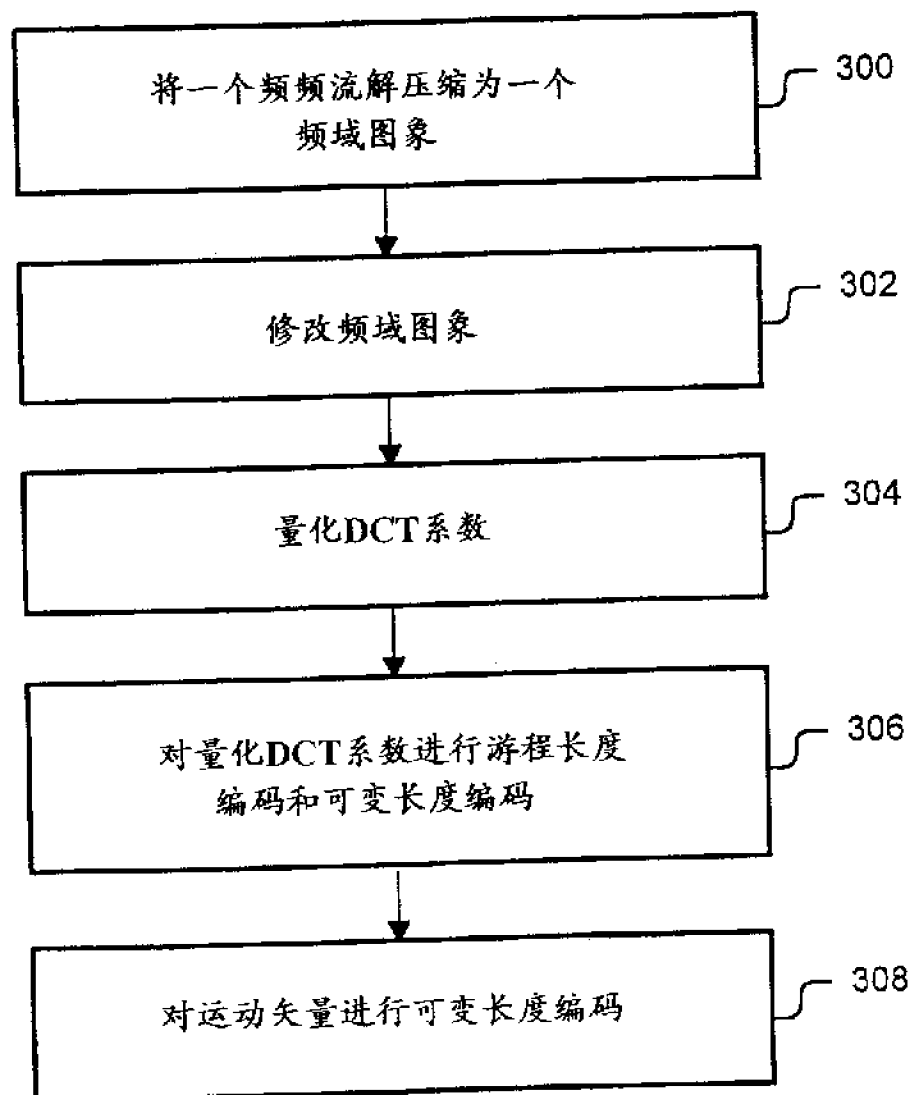 将一个频频流解压缩为一个
频域图象
300
修改频域图象
302
量化DCT系数
304
对量化DCT系数进行游程长度
编码和可变长度编码
306
对运动矢量进行可变长度编码
308